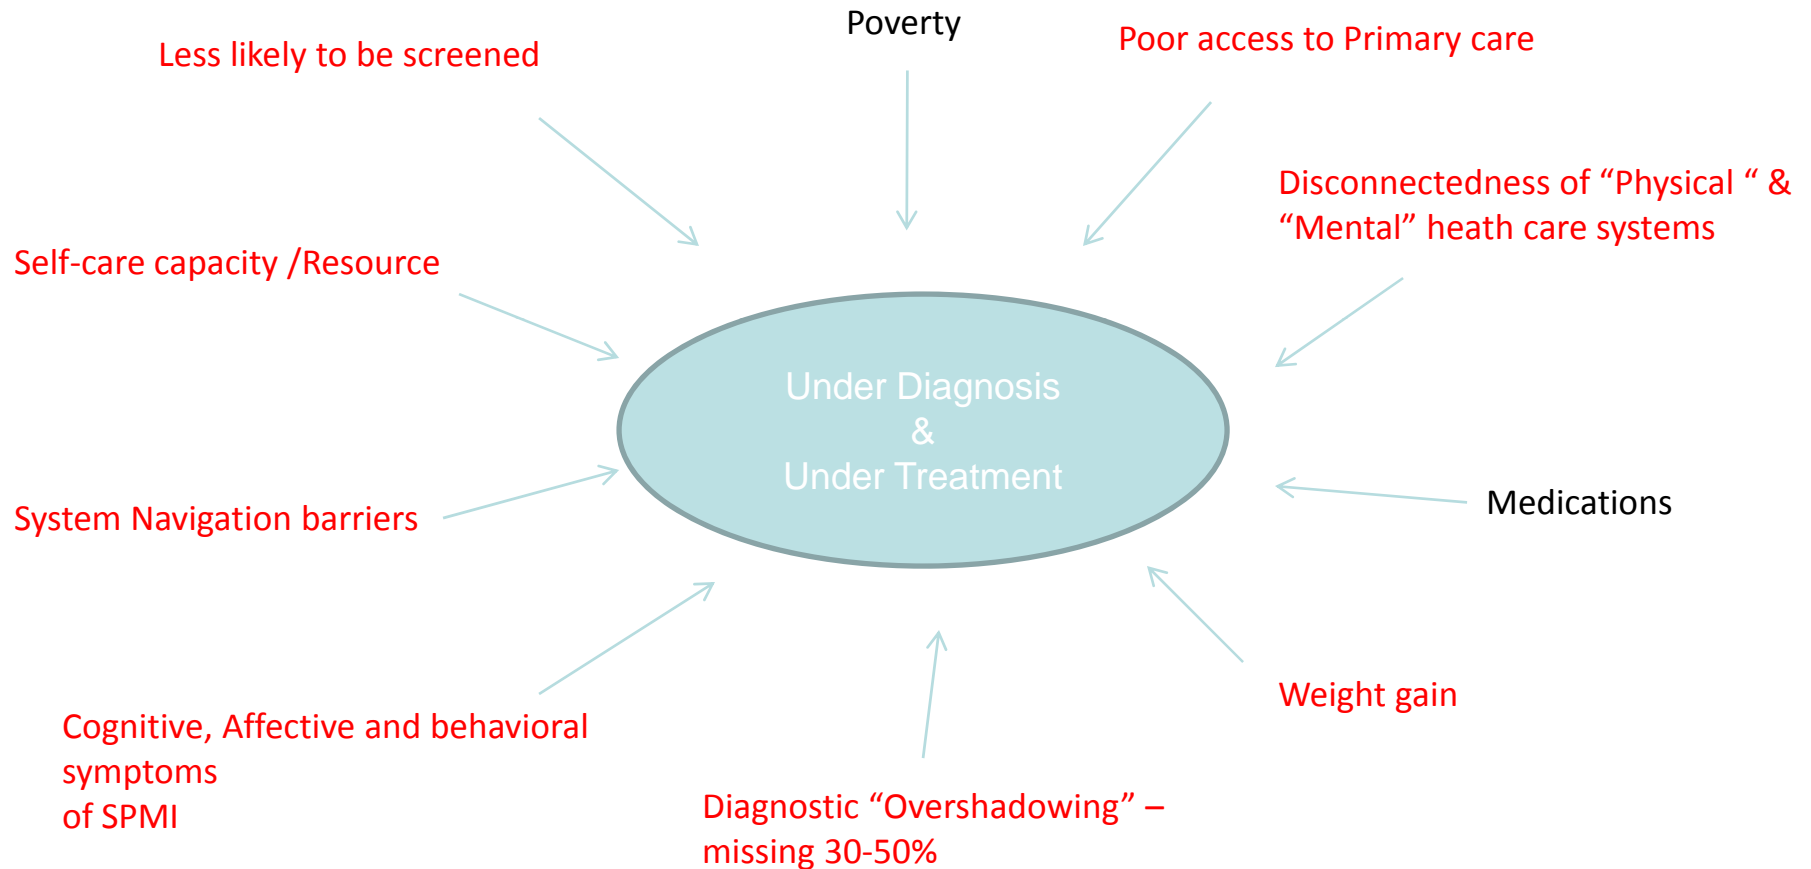 Poverty
Less likely to be screened
Poor access to Primary care
Disconnectedness of “Physical “ &
“Mental” heath care systems
Self-care capacity /Resource
Under Diagnosis
&
Under Treatment
System Navigation barriers
Medications
Weight gain
Cognitive, Affective and behavioral
symptoms
of SPMI
Diagnostic “Overshadowing” –
missing 30-50%